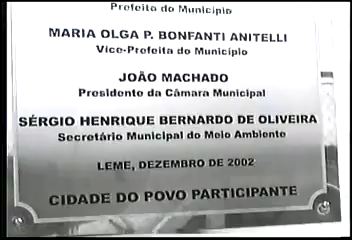 Prefeito do Município
MARIA OLGA P. BONFANTI ANITELLI
Vice-Prefeita do Município
JOÃO MACHADO
Presidente da Câmara Municipal
SÉRGIO HENRIQUE BERNARDO DE OLIVEIRA
Secretário Municipal do Meio Ambiente
LEME, DEZEMBRO DE 2002
CIDADE DO POVO PARTICIPANTE